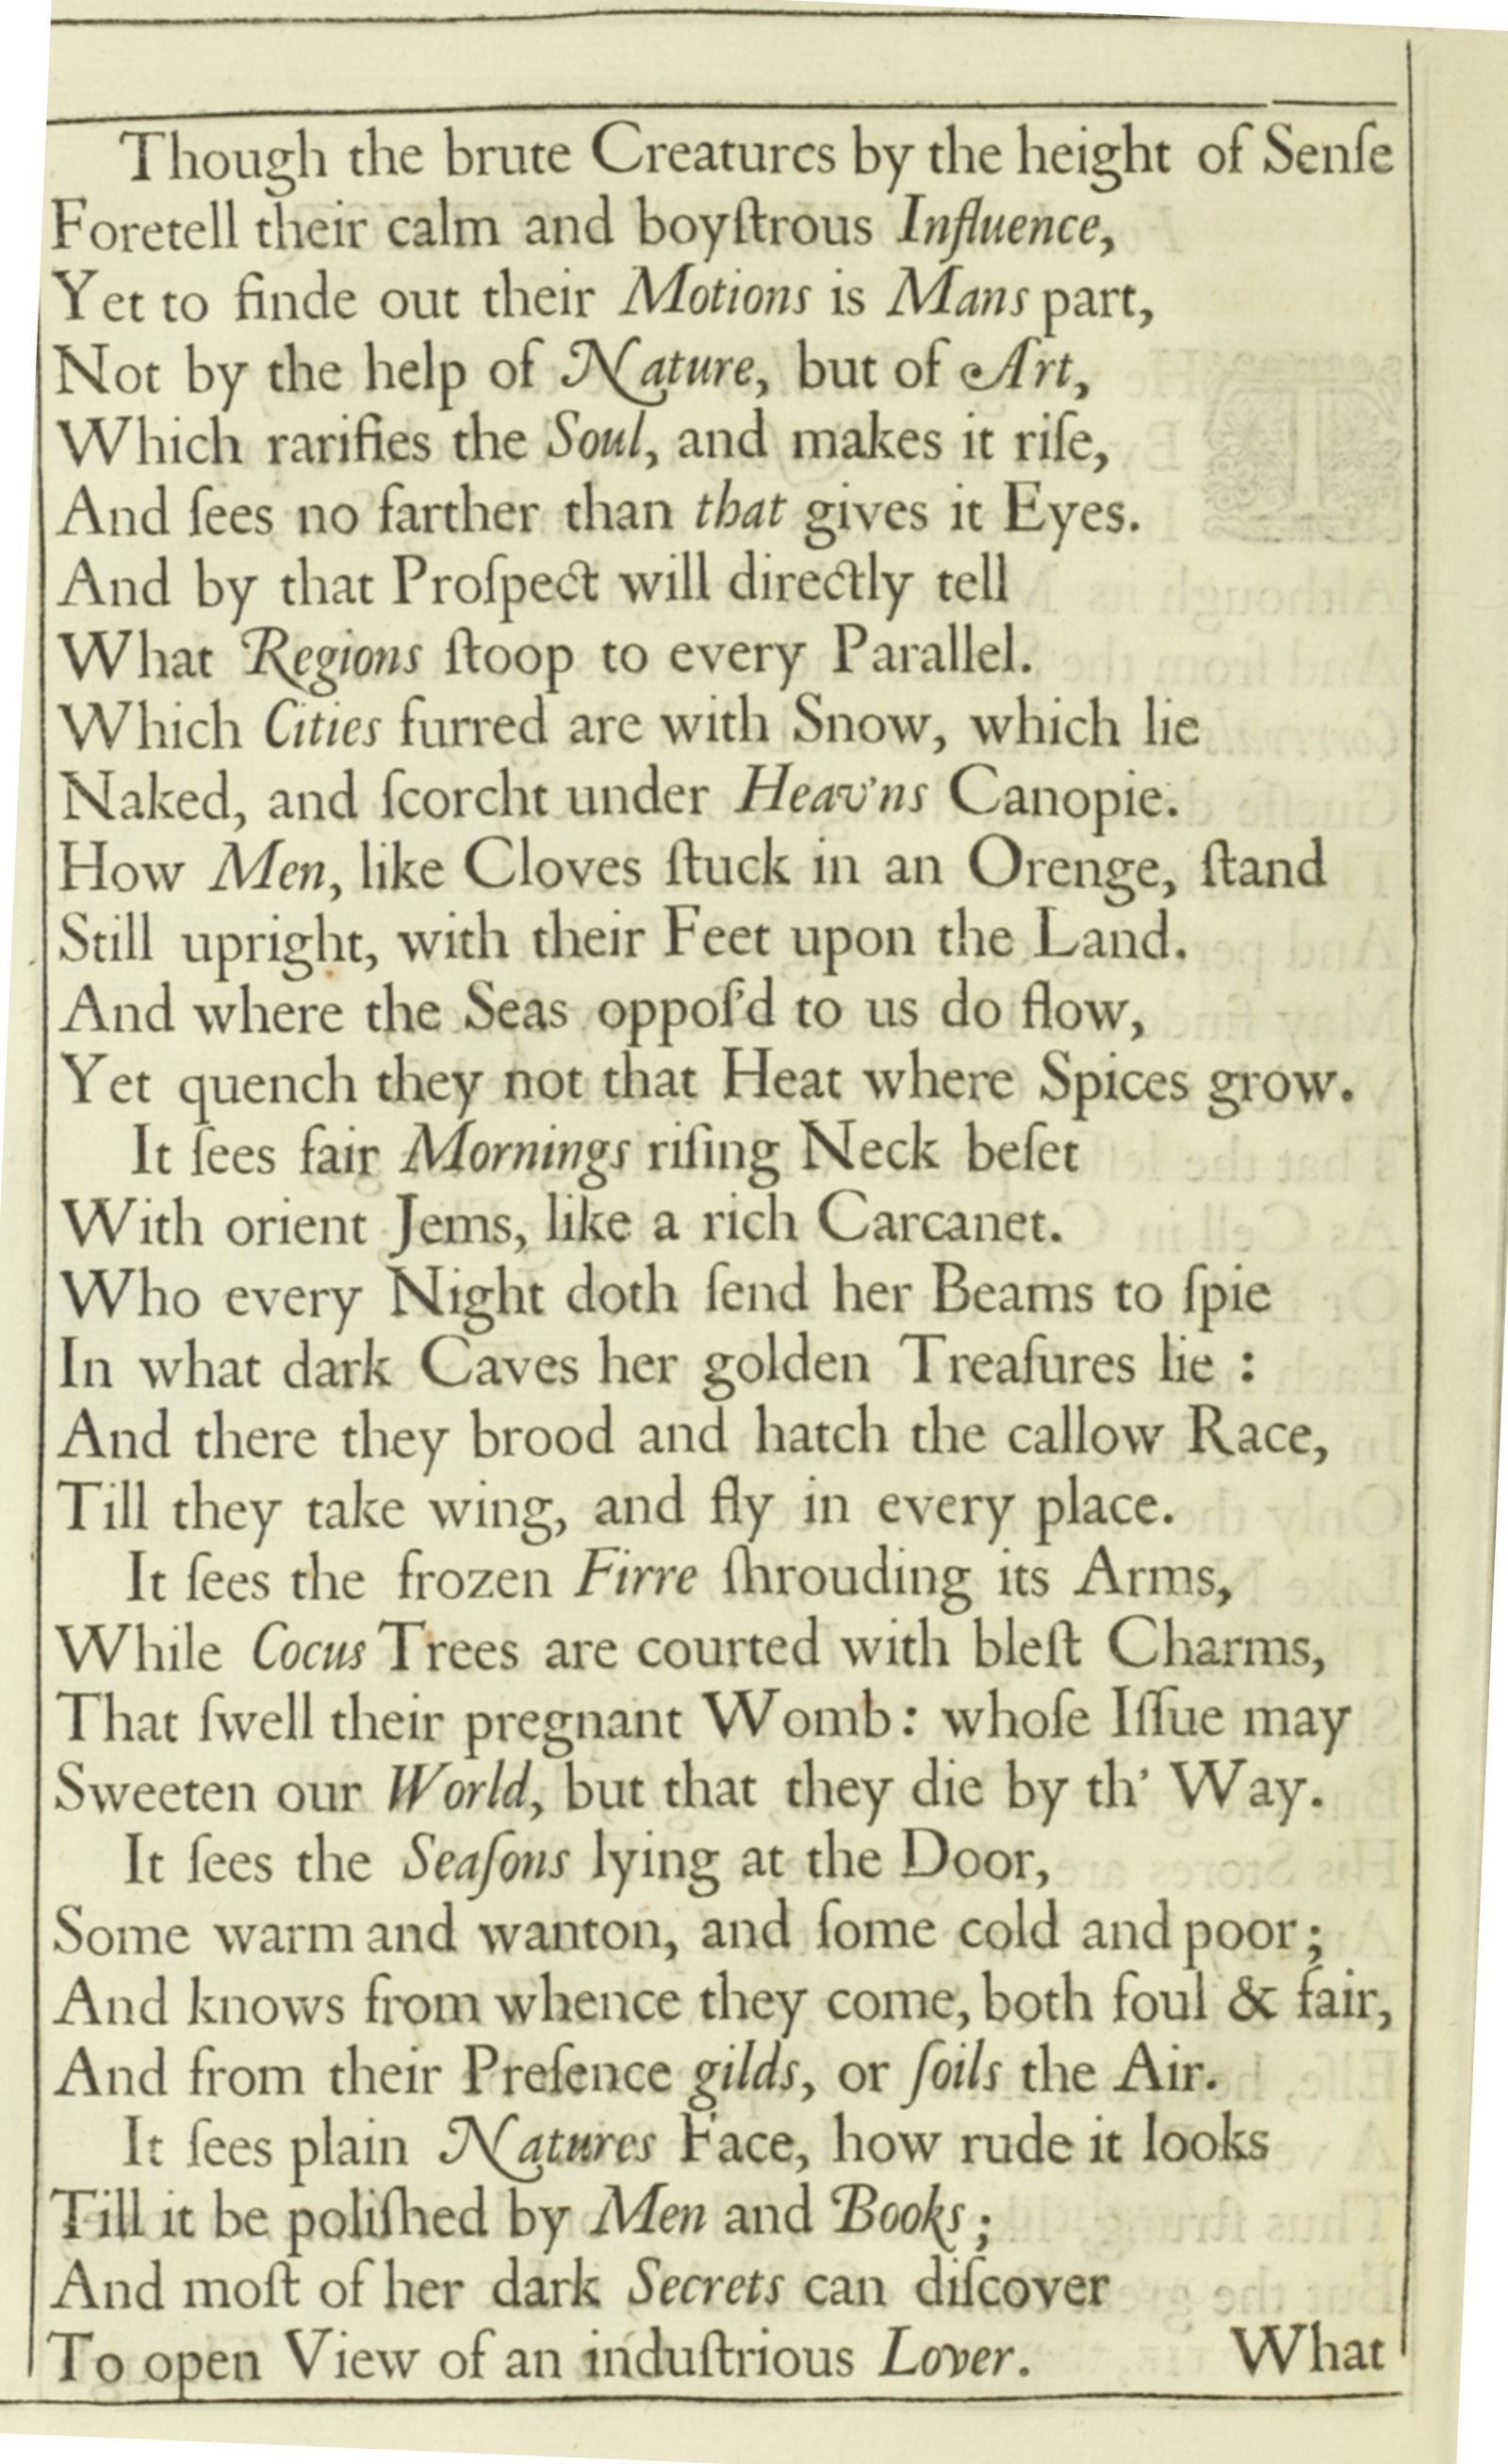 Though the brute Creatures by the height of Senſe
Foretell their calm and boyſtrous Influence,
Yet to finde out their Motions is Mans part,
Not by the help of Nature, but of Art,
Which rarifies the Soul, and makes it riſe,
And ſees no farther than that gives it Eyes.
And by that Proſpect will directly tell
What Regions ſtoop to every Parallel.
Which Cities furred are with Snow, which lie
Naked, and ſcorcht under Heav'ns Canopie.
How Men, like Cloves ſtuck in an Orenge, ſtand
Still upright, with their Feet upon the Land.
And where the Seas oppoſ'd to us do flow,
Yet quench they not that Heat where Spices grow.
It ſees fair Mornings riſing Neck beſet
With orient Jems, like a rich Carcanet.
Who every Night doth ſend her Beams to ſpie
In what dark Caves her golden Treaſures lie :
And there they brood and hatch the callow Race,
Till they take wing, and fly in every place.
It ſees the frozen Firre ſhrouding its Arms,
While Cocus Trees are courted with bleſt Charms,
That ſwell their pregnant Womb: whoſe Iſſue may
Sweeten our World, but that they die by th' Way.
It ſees the Seaſons lying at the Door,
Some warm and wanton, and ſome cold and poor;
And knows from whence they come, both foul & fair,
And from their Preſence gilds, or ſoils the Air.
It ſees plain Natures Face, how rude it looks
Till it be poliſhed by Men and Books;
And moſt of her dark Secrets can diſcover
To open View of an induſtrious Lover.
What